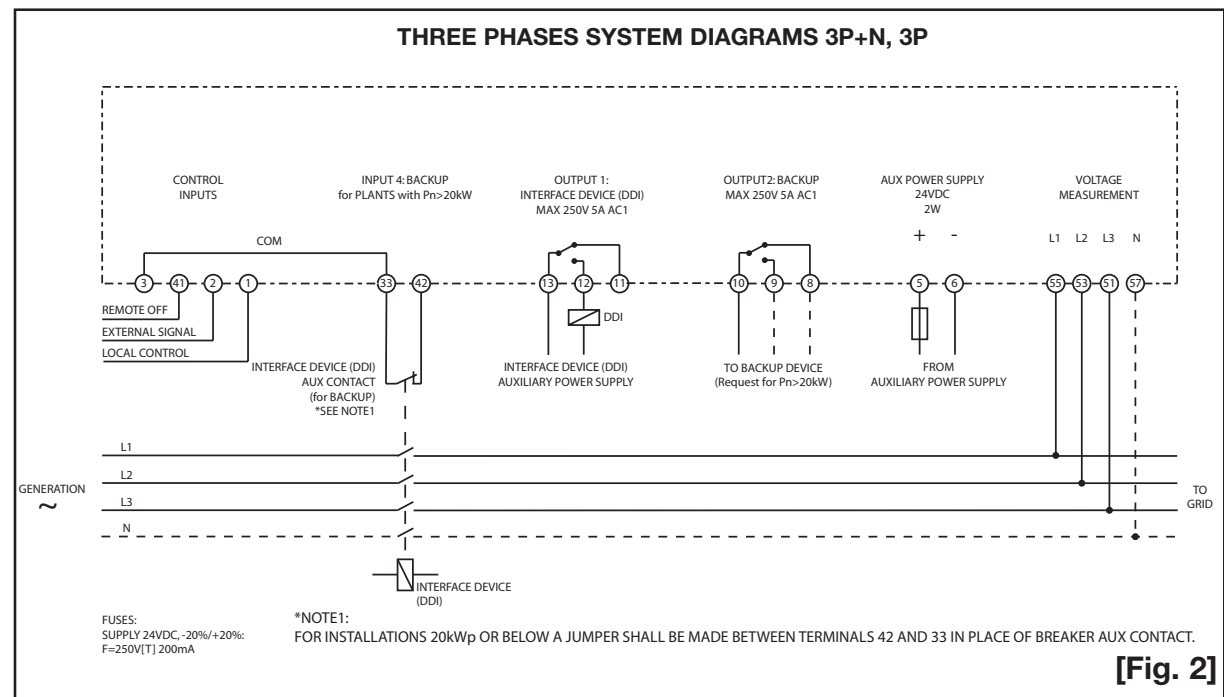 THREE PHASES SYSTEM DIAGRAMS 3P+N, 3P
CONTROL
INPUTS
INPUT 4: BACKUP
for PLANTS with Pn>20kW
OUTPUT 1:
INTERFACE DEVICE (DDI)
MAX 250V 5A AC1
OUTPUT2: BACKUP
MAX 250V 5A AC1
AUX POWER SUPPLY
24VDC
2W
+ -
VOLTAGE
MEASUREMENT
L1 L2 L3 N
COM
3 41 2 1 33 42 13 12 11 10 9 8 5 6 55 53 51 57
REMOTE OFF
EXTERNAL SIGNAL
LOCAL CONTROL
INTERFACE DEVICE (DDI)
AUX CONTACT
(for BACKUP)
*SEE NOTE1
DDI
INTERFACE DEVICE (DDI)
AUXILIARY POWER SUPPLY
TO BACKUP DEVICE
(Request for Pn>20kW)
FROM
AUXILIARY POWER SUPPLY
GENERATION
~
L1
L2
L3
N
TO
GRID
INTERFACE DEVICE
(DDI)
FUSES:
SUPPLY 24VDC, -20%/+20%:
F=250V[T] 200mA
*NOTE1:
FOR INSTALLATIONS 20kWp OR BELOW A JUMPER SHALL BE MADE BETWEEN TERMINALS 42 AND 33 IN PLACE OF BREAKER AUX CONTACT.
[Fig. 2]